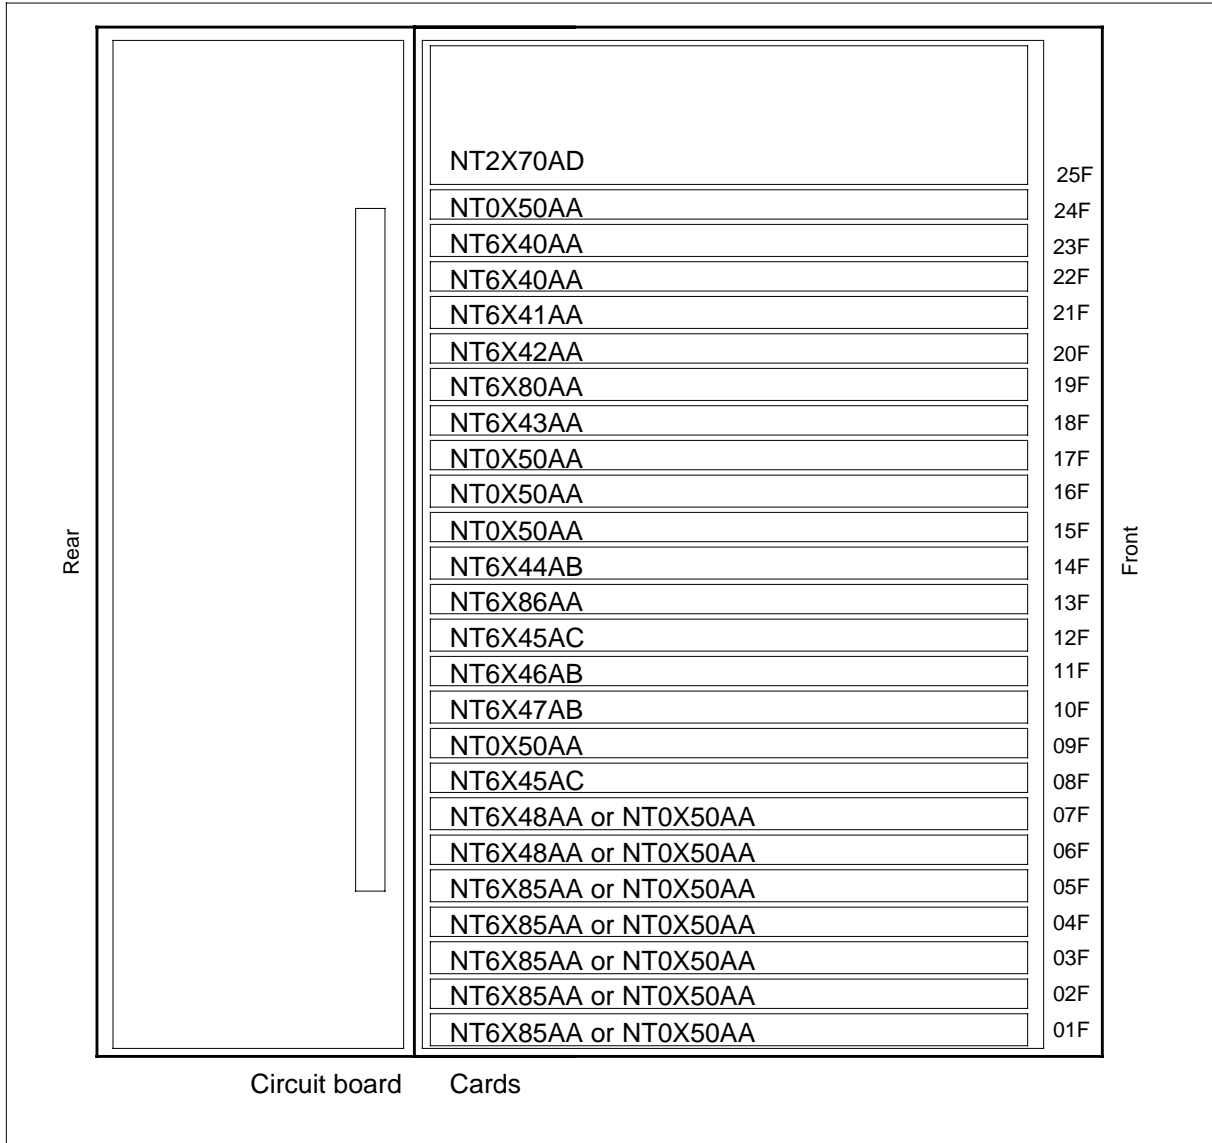 NT2X70AD 25F
NT0X50AA 24F
NT6X40AA 23F
NT6X40AA 22F
NT6X41AA 21F
NT6X42AA 20F
NT6X80AA 19F
NT6X43AA 18F
NT0X50AA 17F
NT0X50AA 16F
NT0X50AA 15F
NT6X44AB 14F
NT6X86AA 13F
NT6X45AC 12F
NT6X46AB 11F
NT6X47AB 10F
NT0X50AA 09F
NT6X45AC 08F
NT6X48AA or NT0X50AA 07F
NT6X48AA or NT0X50AA 06F
NT6X85AA or NT0X50AA 05F
NT6X85AA or NT0X50AA 04F
NT6X85AA or NT0X50AA 03F
NT6X85AA or NT0X50AA 02F
NT6X85AA or NT0X50AA 01F
Rear
Front
Circuit board Cards